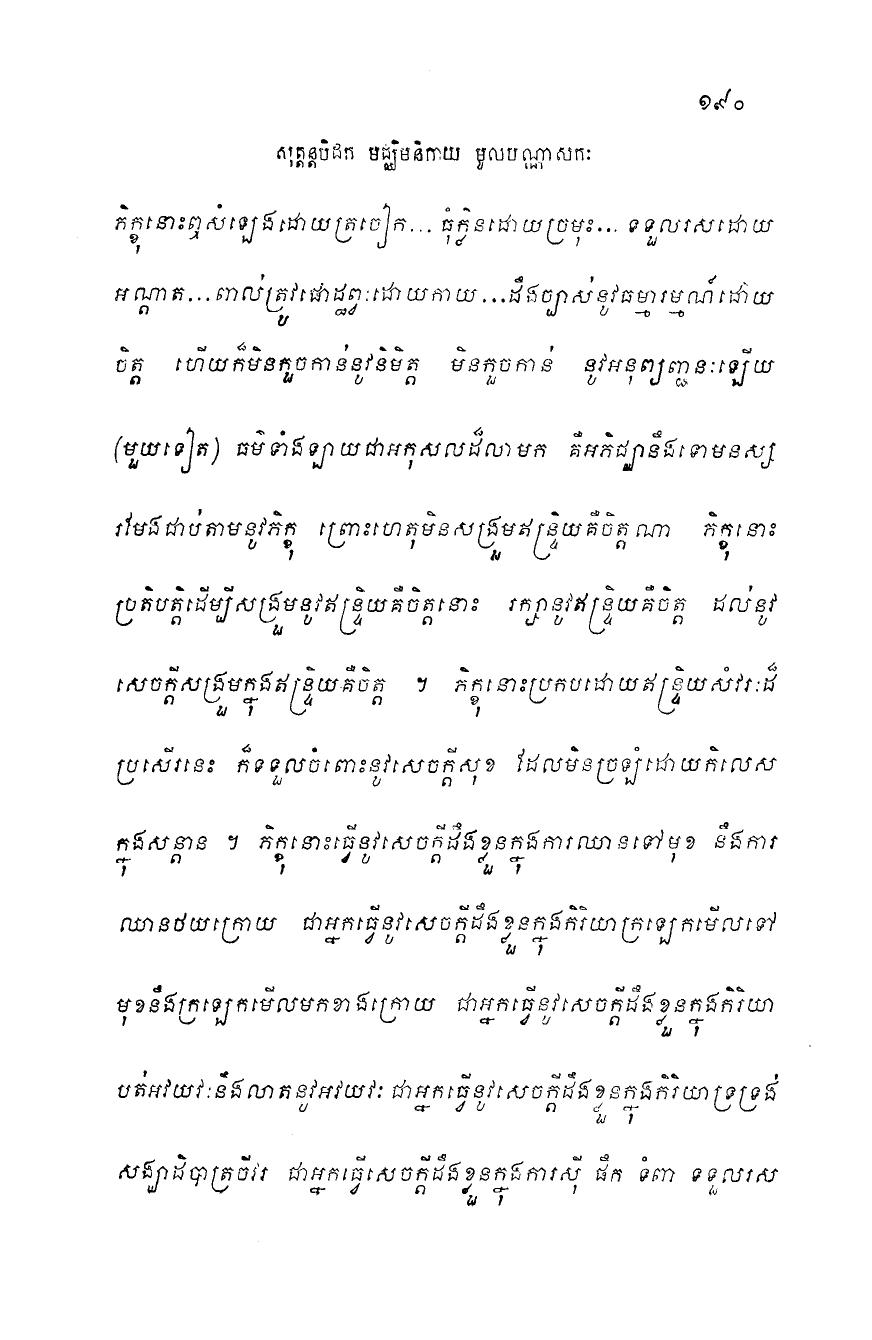 ១៩០
សុត្តន្តបិដក មជ្ឈិមនិកាយ មូលបណ្ណាសកៈ
ភិក្ខុនោះឮសំឡេងដោយត្រចៀក... ធុំក្លិនដោយច្រមុះ... ទទួលរសដោយ
អណ្តាត...ពាល់ត្រូវផោដ្ឋព្វៈដោយកាយ...ដឹងច្បាស់នូវធម្មារម្មណ៍ដោយ
ចិត្ត ហើយក៏មិនកួចកាន់នូវនិមិត្ត មិនកួចកាន់ នូវអនុព្យញ្ជនៈឡើយ
(មួយទៀត) ធម៌ទាំងឡាយជាអកុសលដ៏លាមក គឺអភិជ្ឈានឹងទោមនស្ស
រមែងជាប់តាមនូវភិក្ខុ ព្រោះហេតុមិនសង្រួមឥន្ទ្រិយគឺចិត្តណា ភិក្ខុនោះ
ប្រតិបត្តិដើម្បីសង្រួមនូវឥន្ទ្រិយគឺចិត្តនោះ រក្សានូវឥន្ទ្រិយគឺចិត្ត ដល់នូវ
សេចក្តីសង្រួមក្នុងឥន្ទ្រិយគឺចិត្ត ។ ភិក្ខុនោះប្រកបដោយឥន្ទ្រិយសំវរៈដ៏
ប្រសើរនេះ ក៏ទទួលចំពោះនូវសេចក្តីសុខ ដែលមិនច្រឡំដោយកិលេស
ក្នុងសន្តាន ។ ភិក្ខុនោះធ្វើនូវសេចក្តីដឹងខ្លួនក្នុងការឈានទៅមុខ នឹងការ
ឈានថយក្រោយ ជាអ្នកធ្វើនូវសេចក្តីដឹងខ្លួនក្នុងកិរិយាក្រឡេកមើលទៅ
មុខនឹងក្រឡេកមើលមកខាងក្រោយ ជាអ្នកធ្វើនូវសេចក្តីដឹងខ្លួនក្នុងកិរិយា
បត់អវយវៈនឹងលាតនូវអវយវៈ ជាអ្នកធ្វើនូវសេចក្តីដឹងខ្លួនក្នុងកិរិយាទ្រទ្រង់
សង្ឃាដិបាត្រចីវរ ជាអ្នកធ្វើសេចក្តីដឹងខ្លួនក្នុងការស៊ី ផឹក ទំពា ទទួលរស